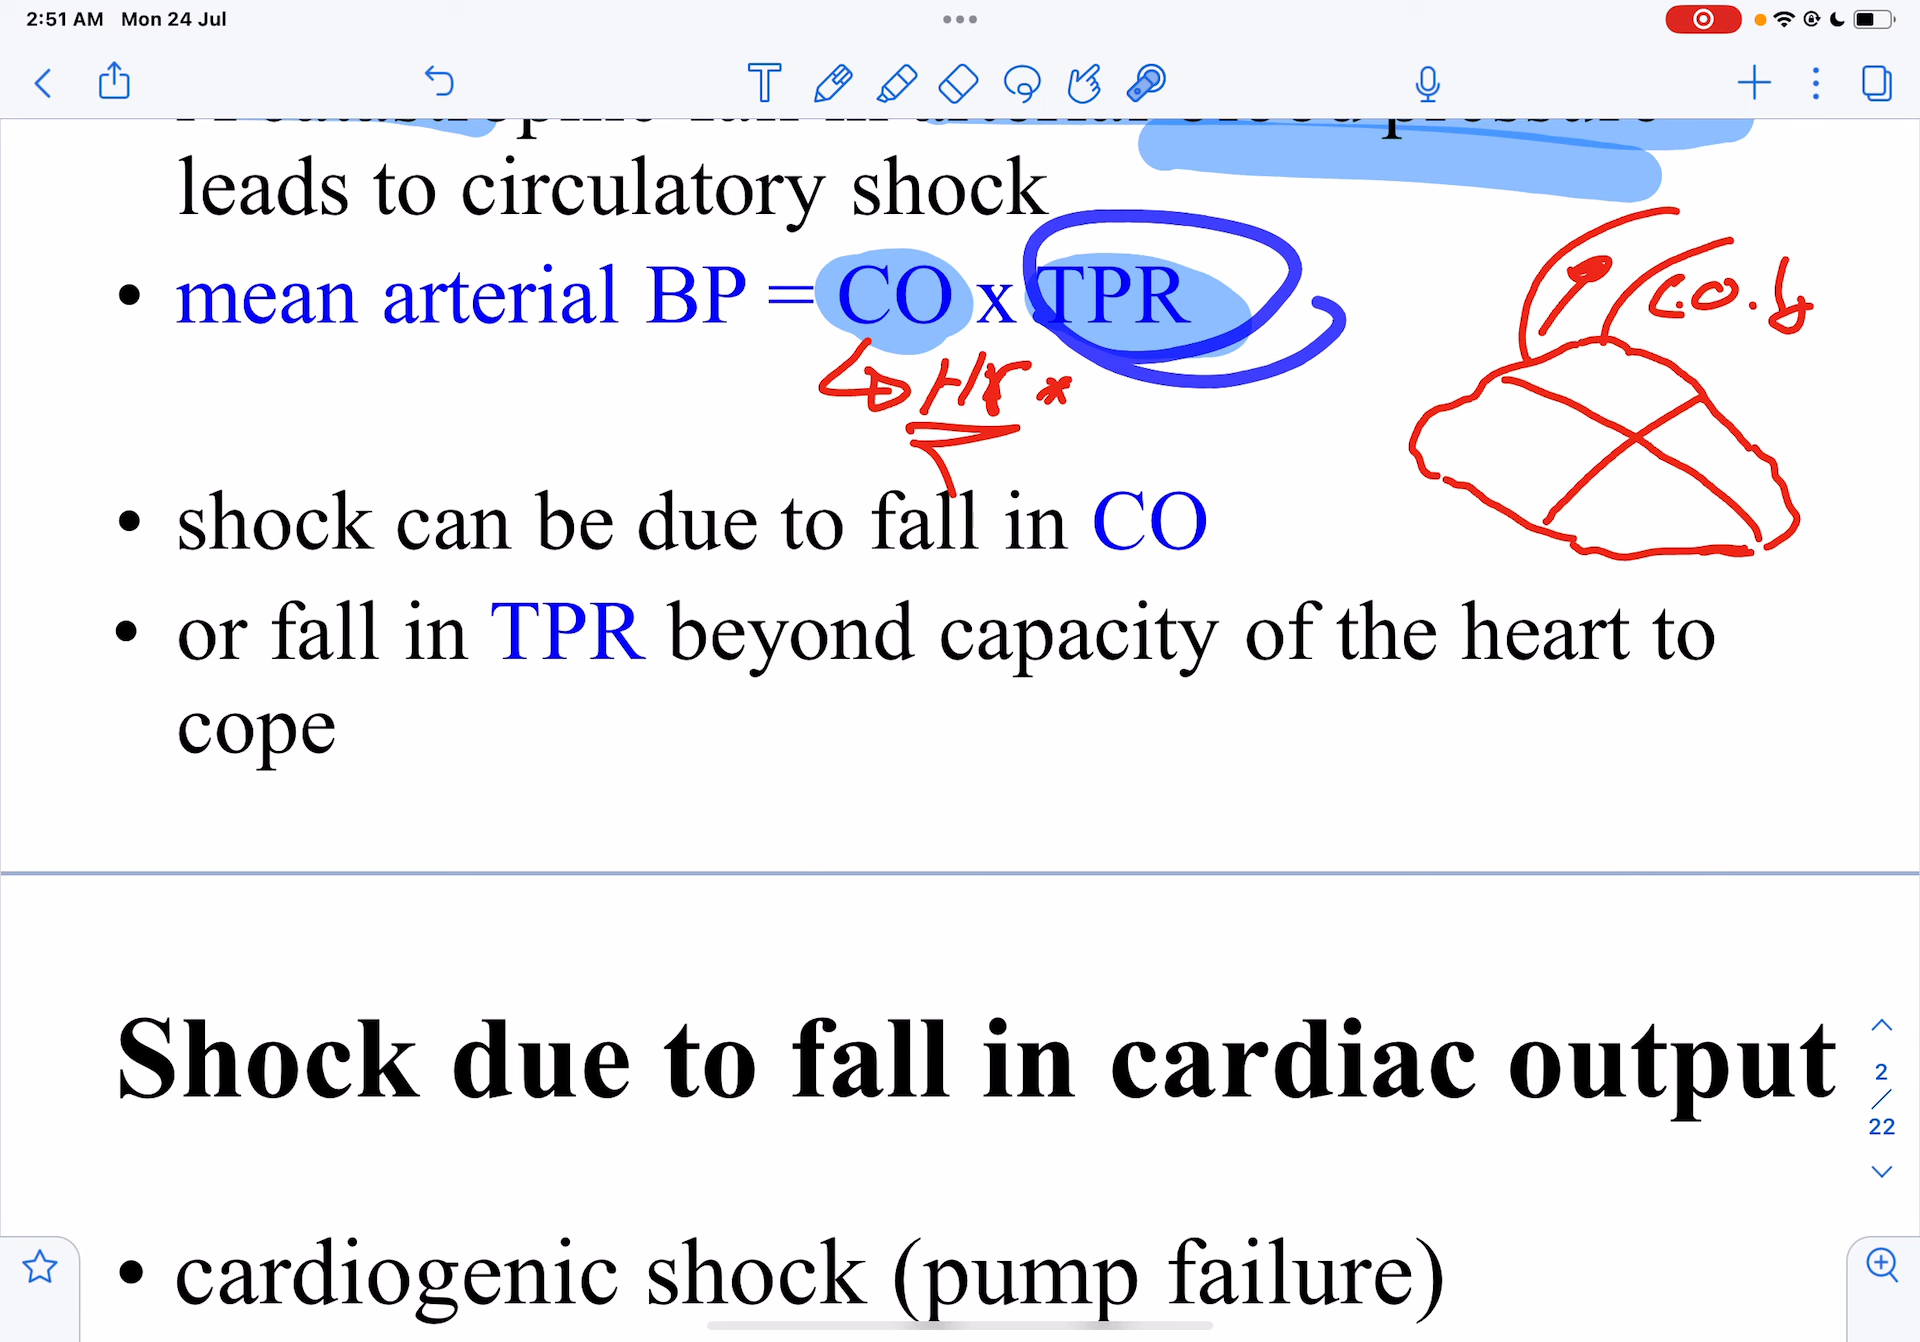 2:51 AM Mon 24 Jul
leads to circulatory shock
• mean arterial BP = CO x TPR
• shock can be due to fall in CO
• or fall in TPR beyond capacity of the heart to
cope
Shock due to fall in cardiac output
2
/
22
• cardiogenic shock (pump failure)